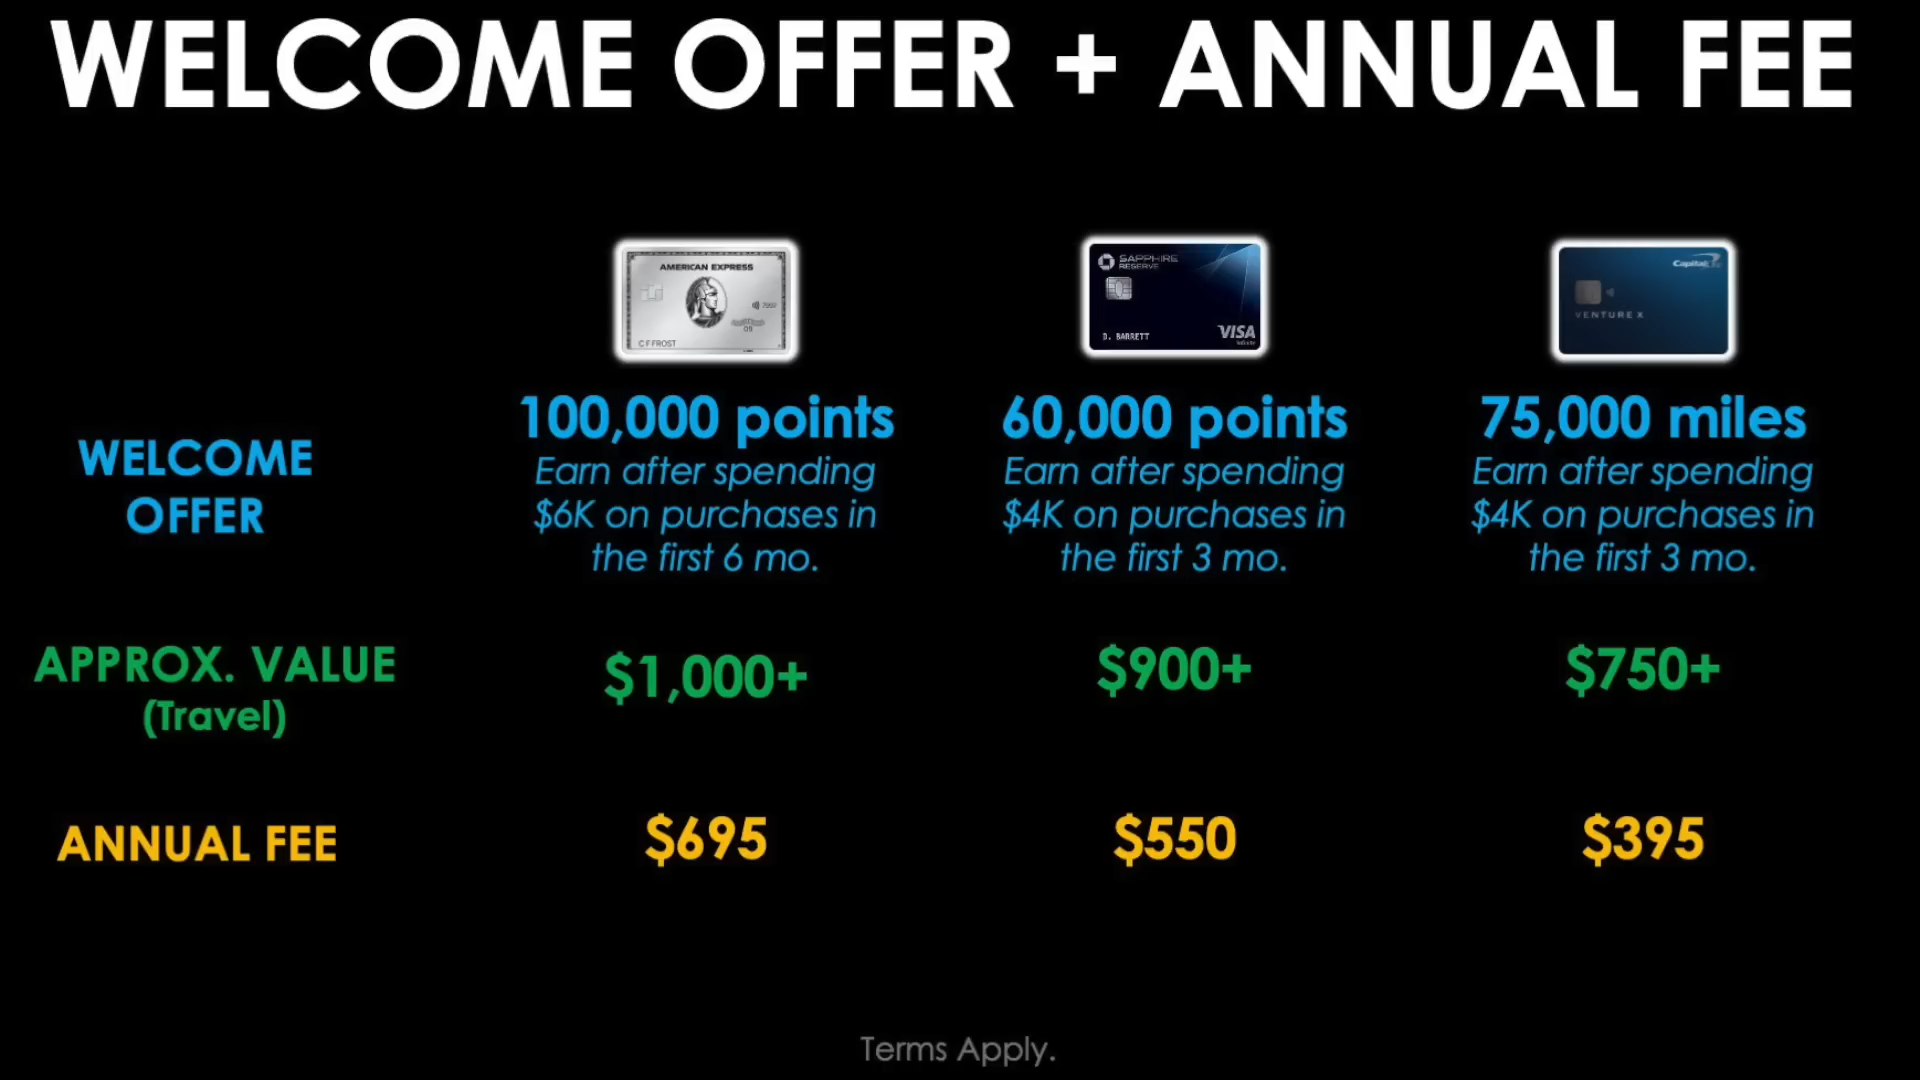 WELCOME OFFER + ANNUAL FEE
AMERICAN EXPRESS
C F FROST
SAPPHIRE
RESERVE
D. BARRETT
VISA
Infinite
Capital
VENTURE X
WELCOME
OFFER
100,000 points
Earn after spending
$6K on purchases in
the first 6 mo.
60,000 points
Earn after spending
$4K on purchases in
the first 3 mo.
75,000 miles
Earn after spending
$4K on purchases in
the first 3 mo.
APPROX. VALUE
(Travel)
$1,000+
$900+
$750+
ANNUAL FEE
$695
$550
$395
Terms Apply.